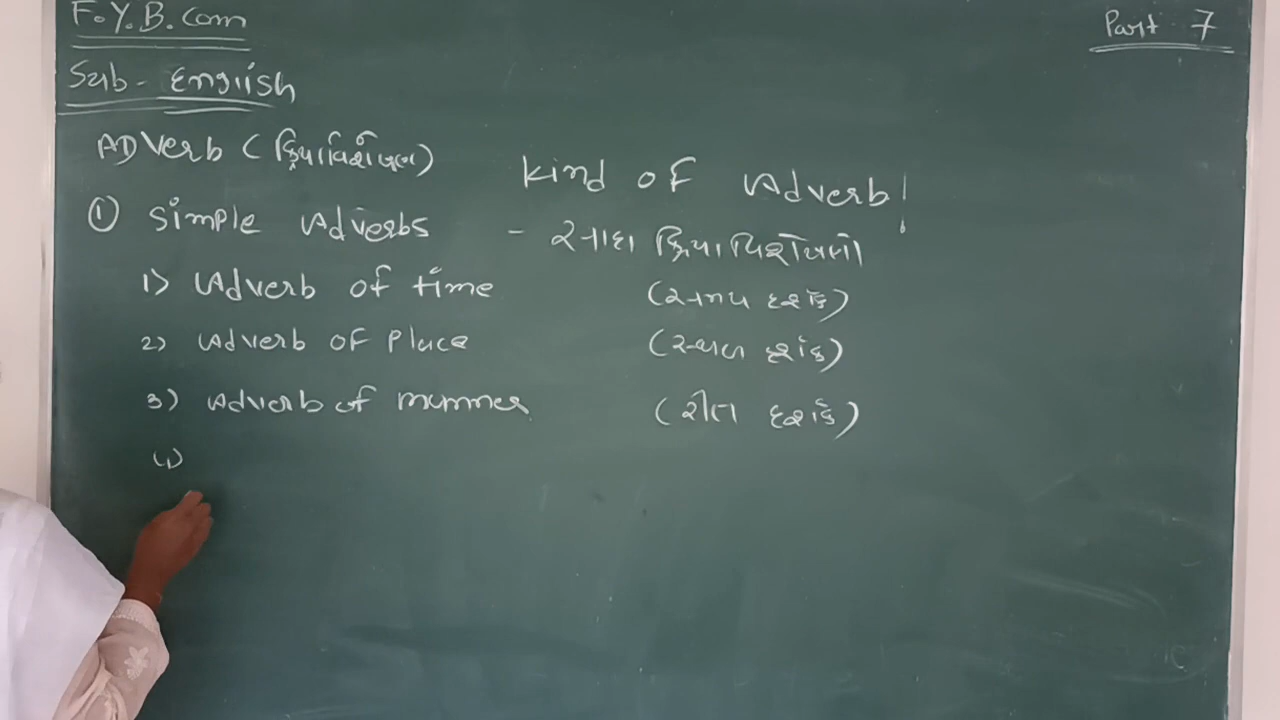 F.Y.B.Com
Part 7
Sub - English
ADVerb (ક્રિયાવિશેષણ)
Kind of Adverb!
① Simple Adverbs - સાદા ક્રિયાવિશેષણો
1) Adverb of time (સમય દર્શક)
2) Adverb of Place (સ્થળ દર્શક)
3) Adverb of manner (રીત દર્શક)